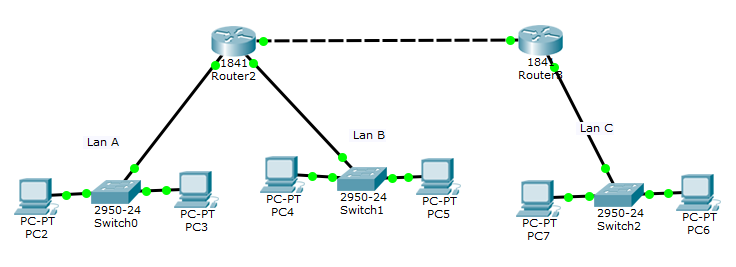 1841
Router2
1841
Router3
Lan A
Lan B
Lan C
PC-PT
PC2
2950-24
Switch0
PC-PT
PC3
PC-PT
PC4
2950-24
Switch1
PC-PT
PC5
PC-PT
PC7
2950-24
Switch2
PC-PT
PC6